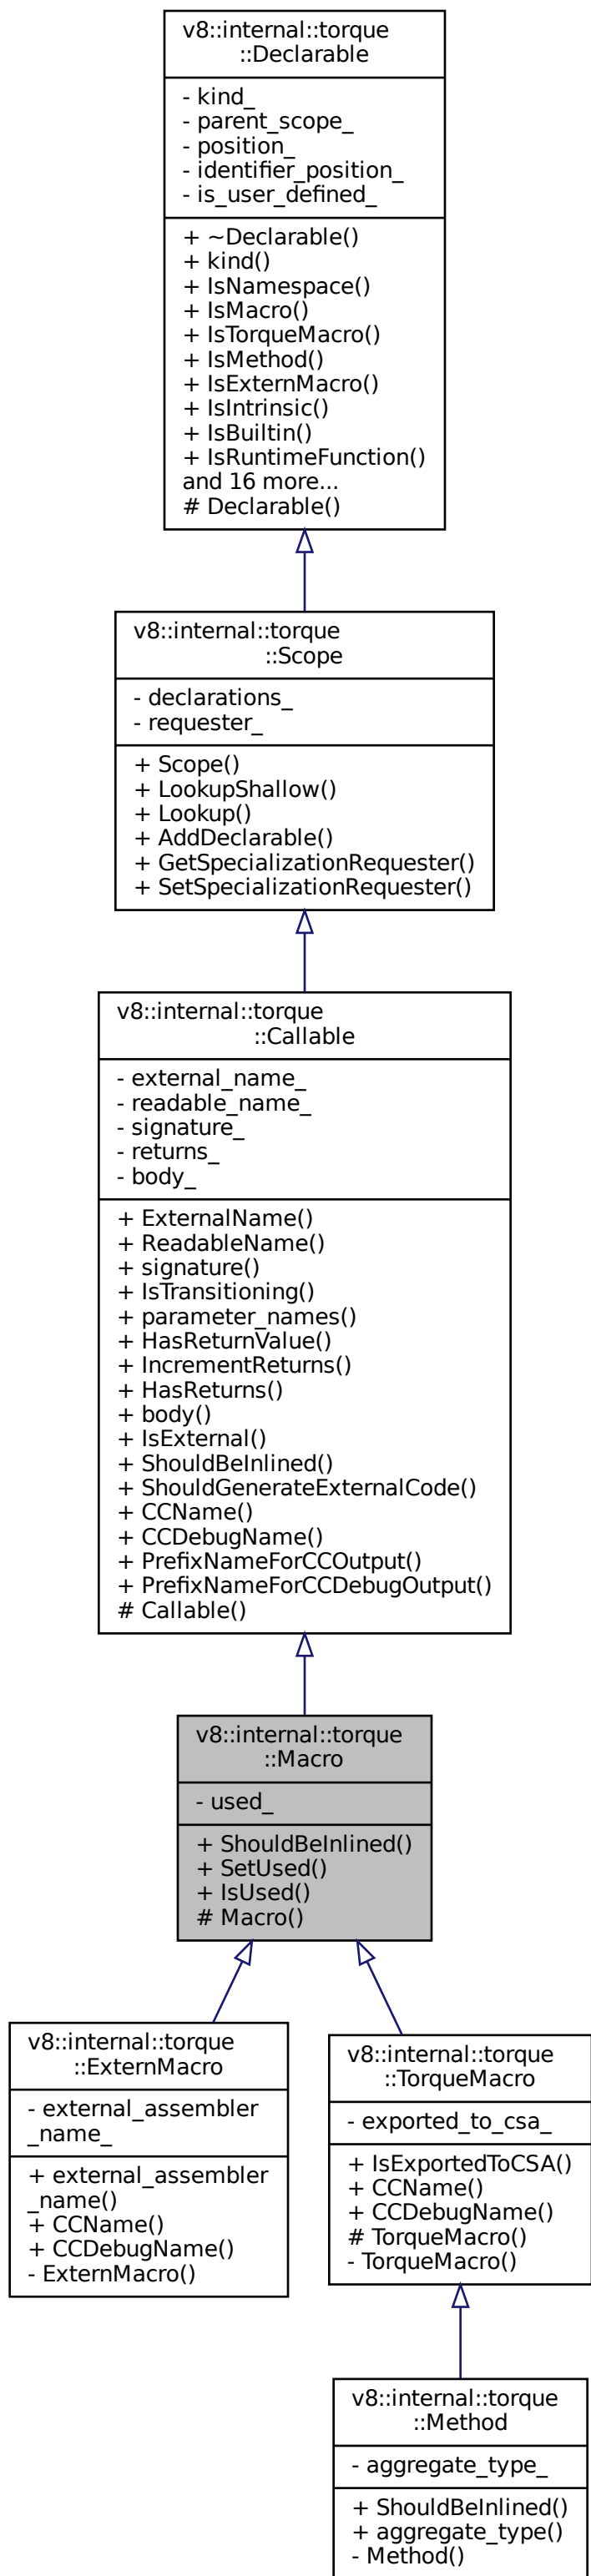 v8::internal::torque
::Declarable
- kind_
- parent_scope_
- position_
- identifier_position_
- is_user_defined_
+ ~Declarable()
+ kind()
+ IsNamespace()
+ IsMacro()
+ IsTorqueMacro()
+ IsMethod()
+ IsExternMacro()
+ IsIntrinsic()
+ IsBuiltin()
+ IsRuntimeFunction()
and 16 more...
# Declarable()
v8::internal::torque
::Scope
- declarations_
- requester_
+ Scope()
+ LookupShallow()
+ Lookup()
+ AddDeclarable()
+ GetSpecializationRequester()
+ SetSpecializationRequester()
v8::internal::torque
::Callable
- external_name_
- readable_name_
- signature_
- returns_
- body_
+ ExternalName()
+ ReadableName()
+ signature()
+ IsTransitioning()
+ parameter_names()
+ HasReturnValue()
+ IncrementReturns()
+ HasReturns()
+ body()
+ IsExternal()
+ ShouldBeInlined()
+ ShouldGenerateExternalCode()
+ CCName()
+ CCDebugName()
+ PrefixNameForCCOutput()
+ PrefixNameForCCDebugOutput()
# Callable()
v8::internal::torque
::Macro
- used_
+ ShouldBeInlined()
+ SetUsed()
+ IsUsed()
# Macro()
v8::internal::torque
::ExternMacro
- external_assembler
_name_
+ external_assembler
_name()
+ CCName()
+ CCDebugName()
- ExternMacro()
v8::internal::torque
::TorqueMacro
- exported_to_csa_
+ IsExportedToCSA()
+ CCName()
+ CCDebugName()
# TorqueMacro()
- TorqueMacro()
v8::internal::torque
::Method
- aggregate_type_
+ ShouldBeInlined()
+ aggregate_type()
- Method()